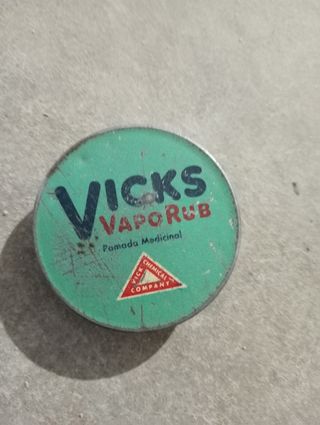 VICKS
VAPORUB
Pomada Medicinal
VICK CHEMICAL COMPANY